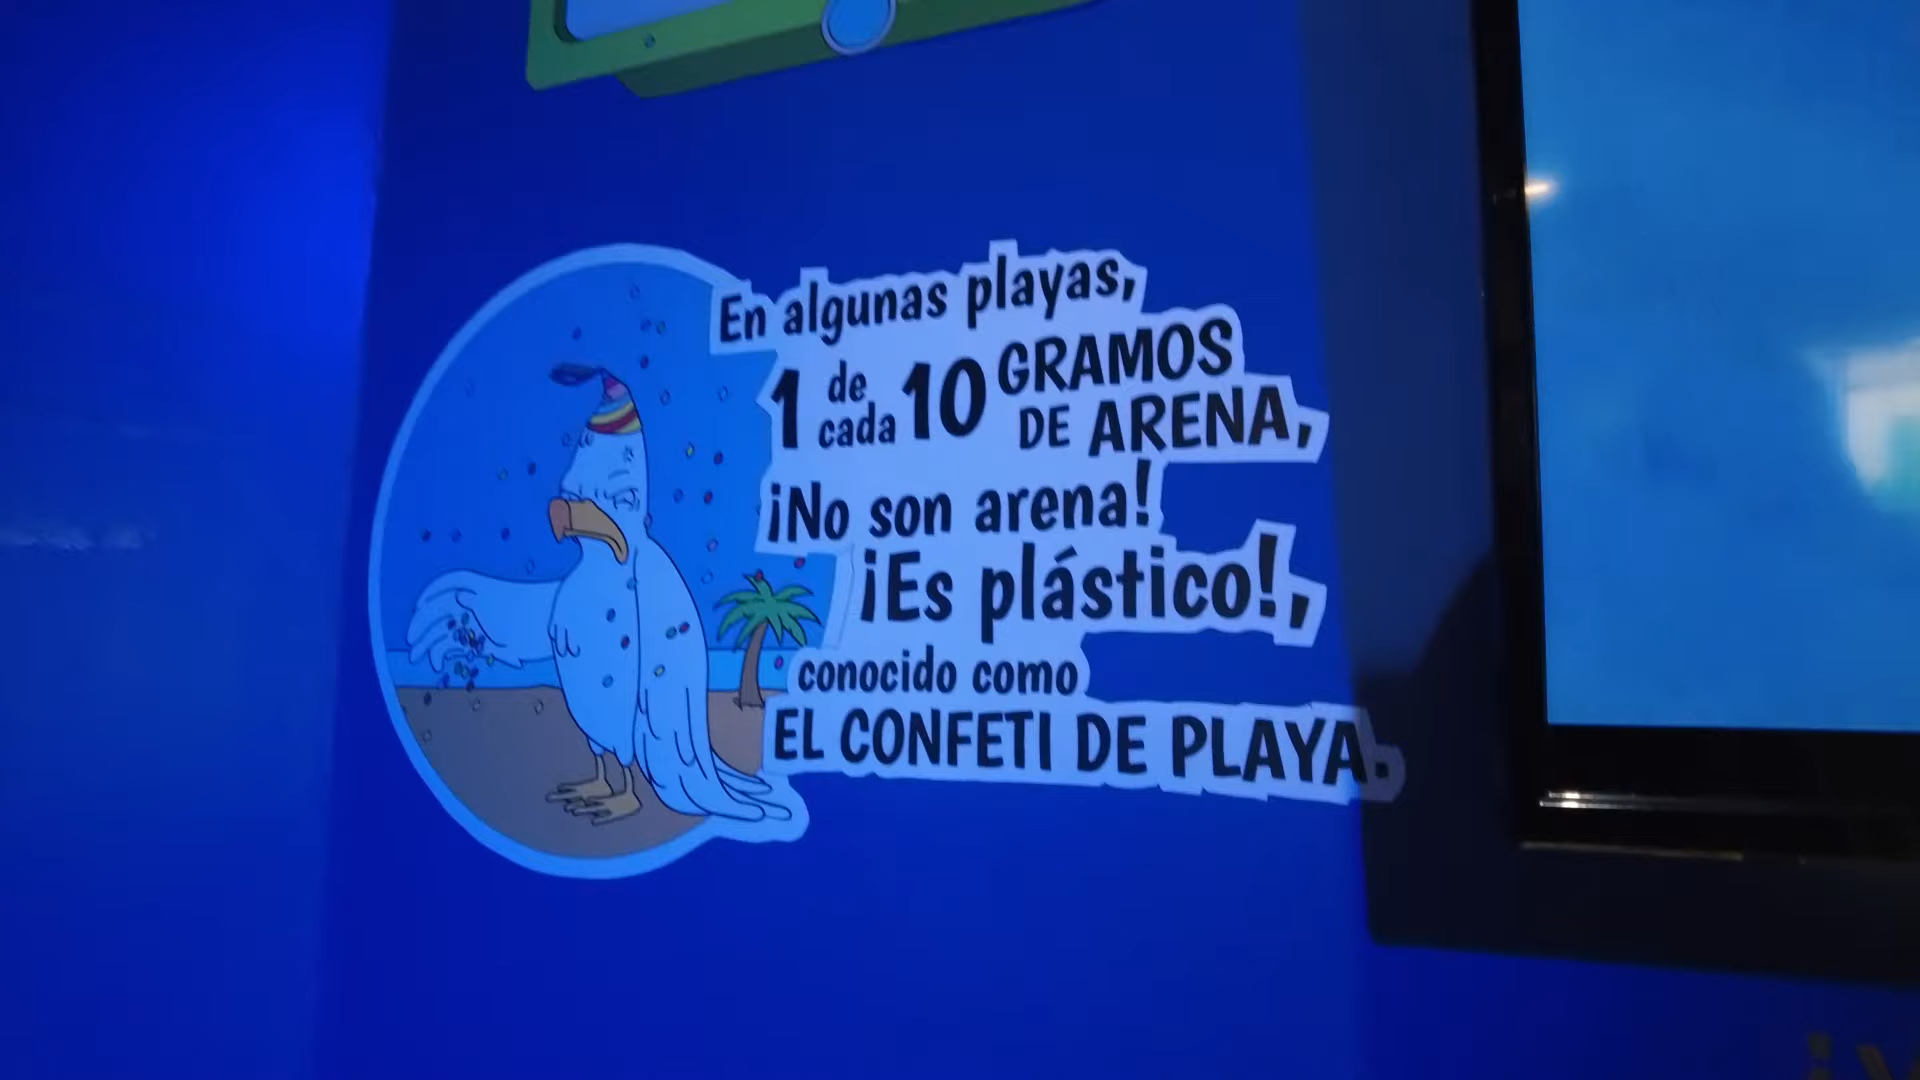 En algunas playas,
1 de cada 10 GRAMOS
DE ARENA,
¡No son arena!
¡Es plástico!,
conocido como
EL CONFETI DE PLAYA.